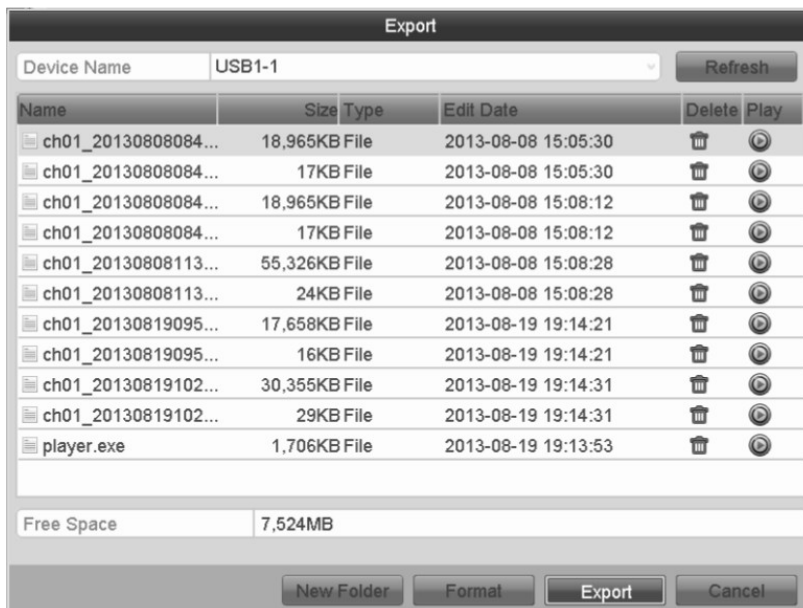 Export
Device Name USB1-1 Refresh
Name Size Type Edit Date Delete Play
ch01_20130808084... 18,965KB File 2013-08-08 15:05:30
ch01_20130808084... 17KB File 2013-08-08 15:05:30
ch01_20130808084... 18,965KB File 2013-08-08 15:08:12
ch01_20130808084... 17KB File 2013-08-08 15:08:12
ch01_20130808113... 55,326KB File 2013-08-08 15:08:28
ch01_20130808113... 24KB File 2013-08-08 15:08:28
ch01_20130819095... 17,658KB File 2013-08-19 19:14:21
ch01_20130819095... 16KB File 2013-08-19 19:14:21
ch01_20130819102... 30,355KB File 2013-08-19 19:14:31
ch01_20130819102... 29KB File 2013-08-19 19:14:31
player.exe 1,706KB File 2013-08-19 19:13:53
Free Space 7,524MB
New Folder Format Export Cancel